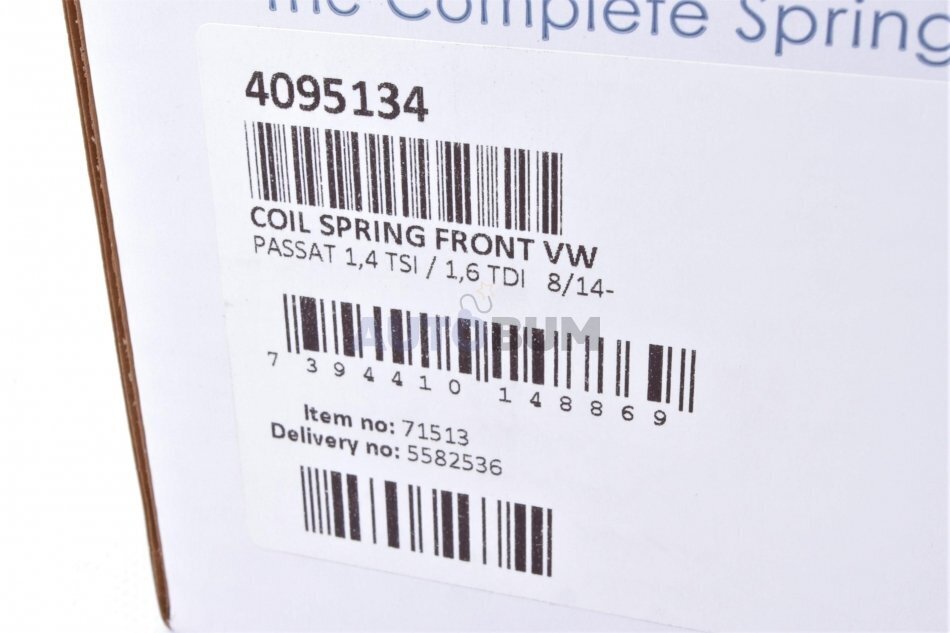 The Complete Spring
4095134
COIL SPRING FRONT VW
PASSAT 1,4 TSI / 1,6 TDI 8/14-
AUTOBUM
7 394410 148869
Item no: 71513
Delivery no: 5582536